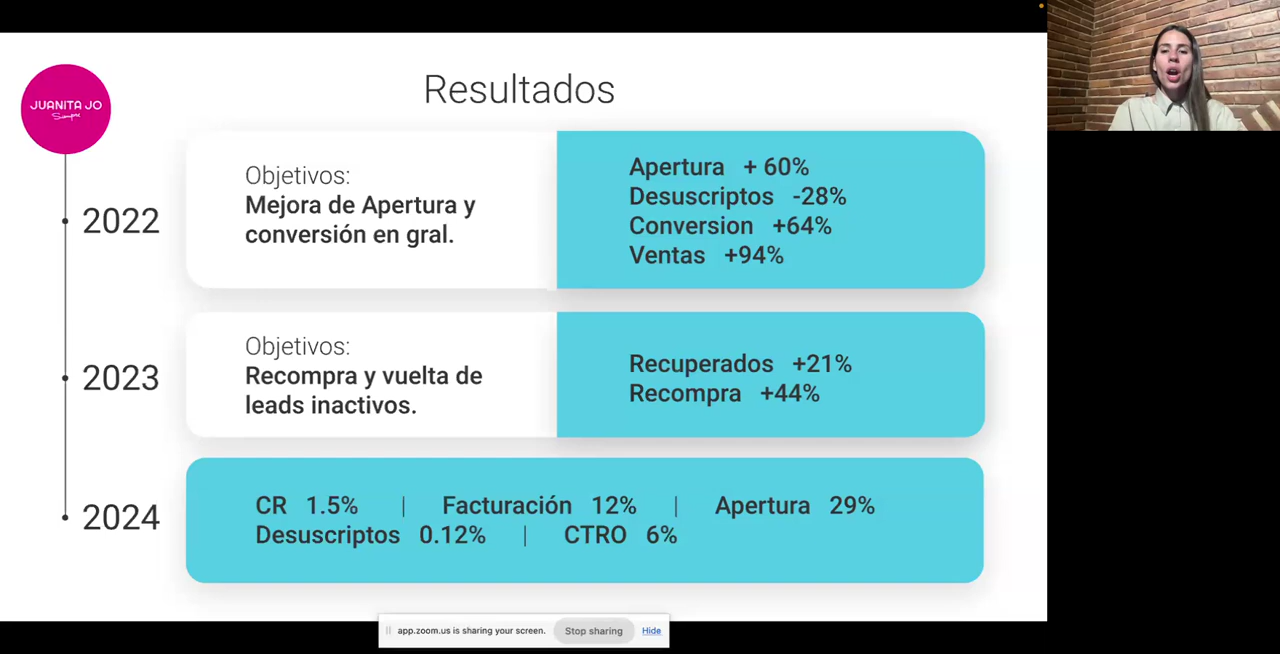 Resultados
JUANITA JO
Siempre
2022
Objetivos:
Mejora de Apertura y
conversión en gral.
Apertura + 60%
Desuscriptos -28%
Conversion +64%
Ventas +94%
2023
Objetivos:
Recompra y vuelta de
leads inactivos.
Recuperados +21%
Recompra +44%
2024
CR 1.5% | Facturación 12% | Apertura 29%
Desuscriptos 0.12% | CTRO 6%
app.zoom.us is sharing your screen. Stop sharing Hide